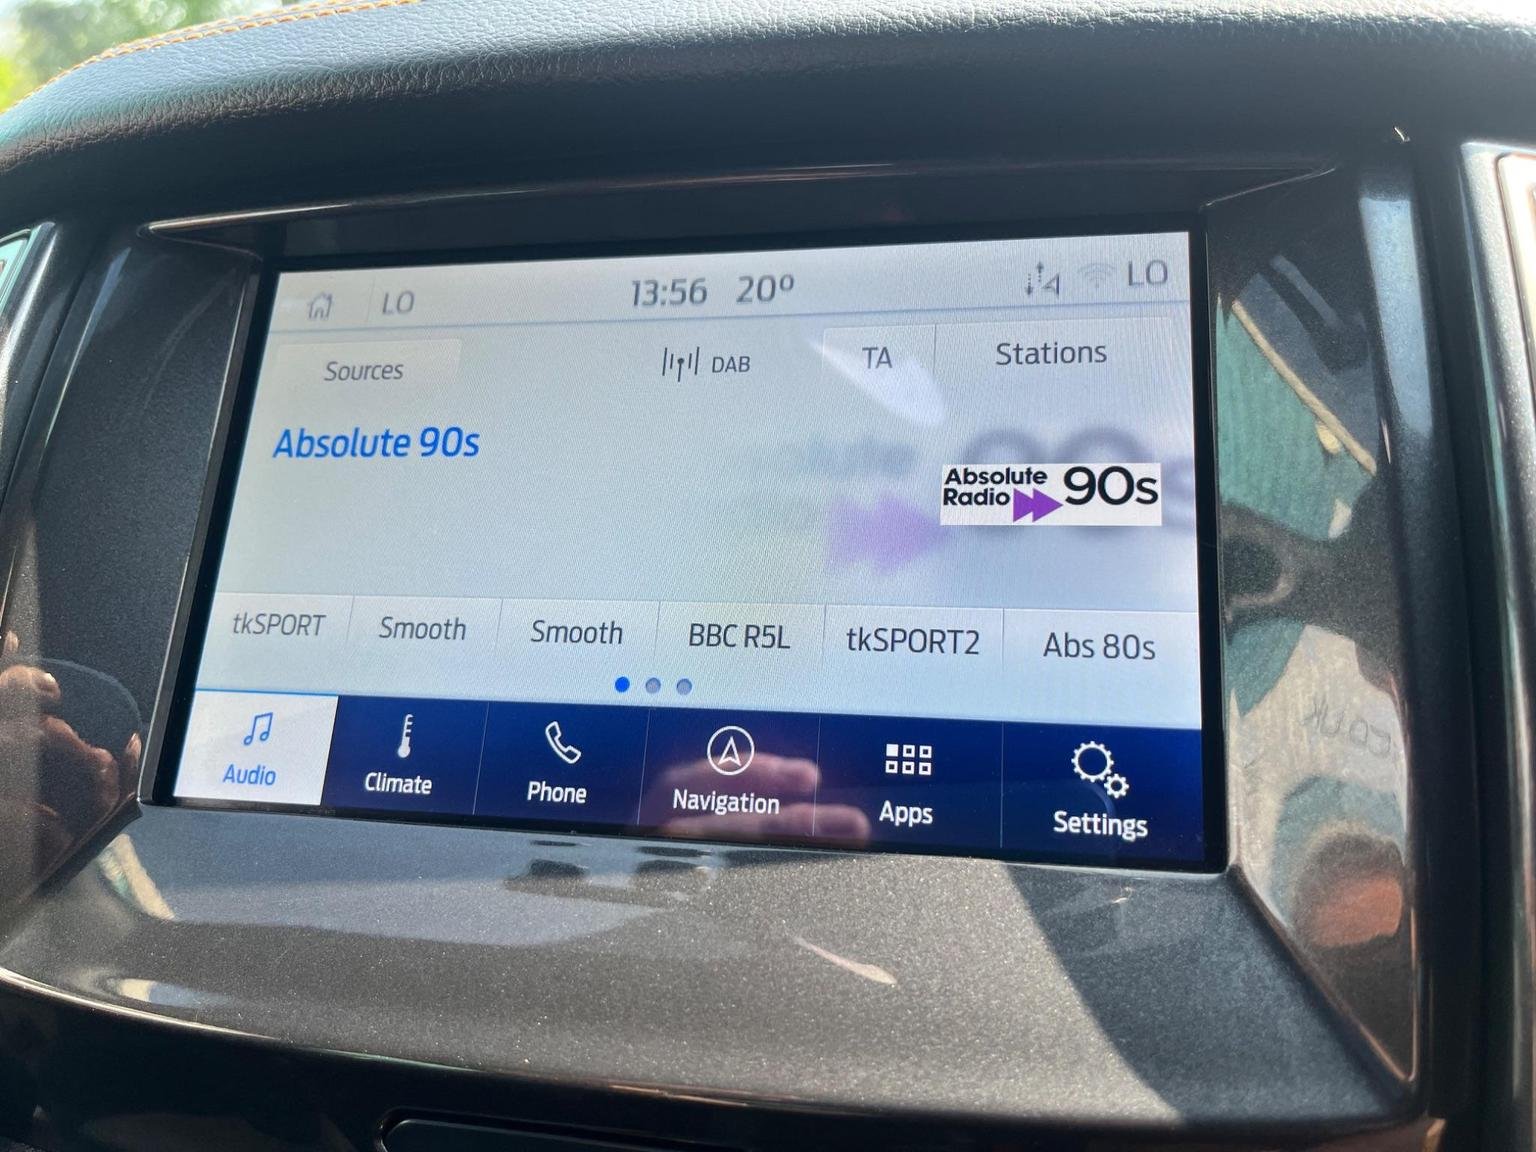 LO 13:56 20º LO
Sources DAB TA Stations
Absolute 90s
Absolute
Radio 90s
tkSPORT Smooth Smooth BBC R5L tkSPORT2 Abs 80s
Audio Climate Phone Navigation Apps Settings